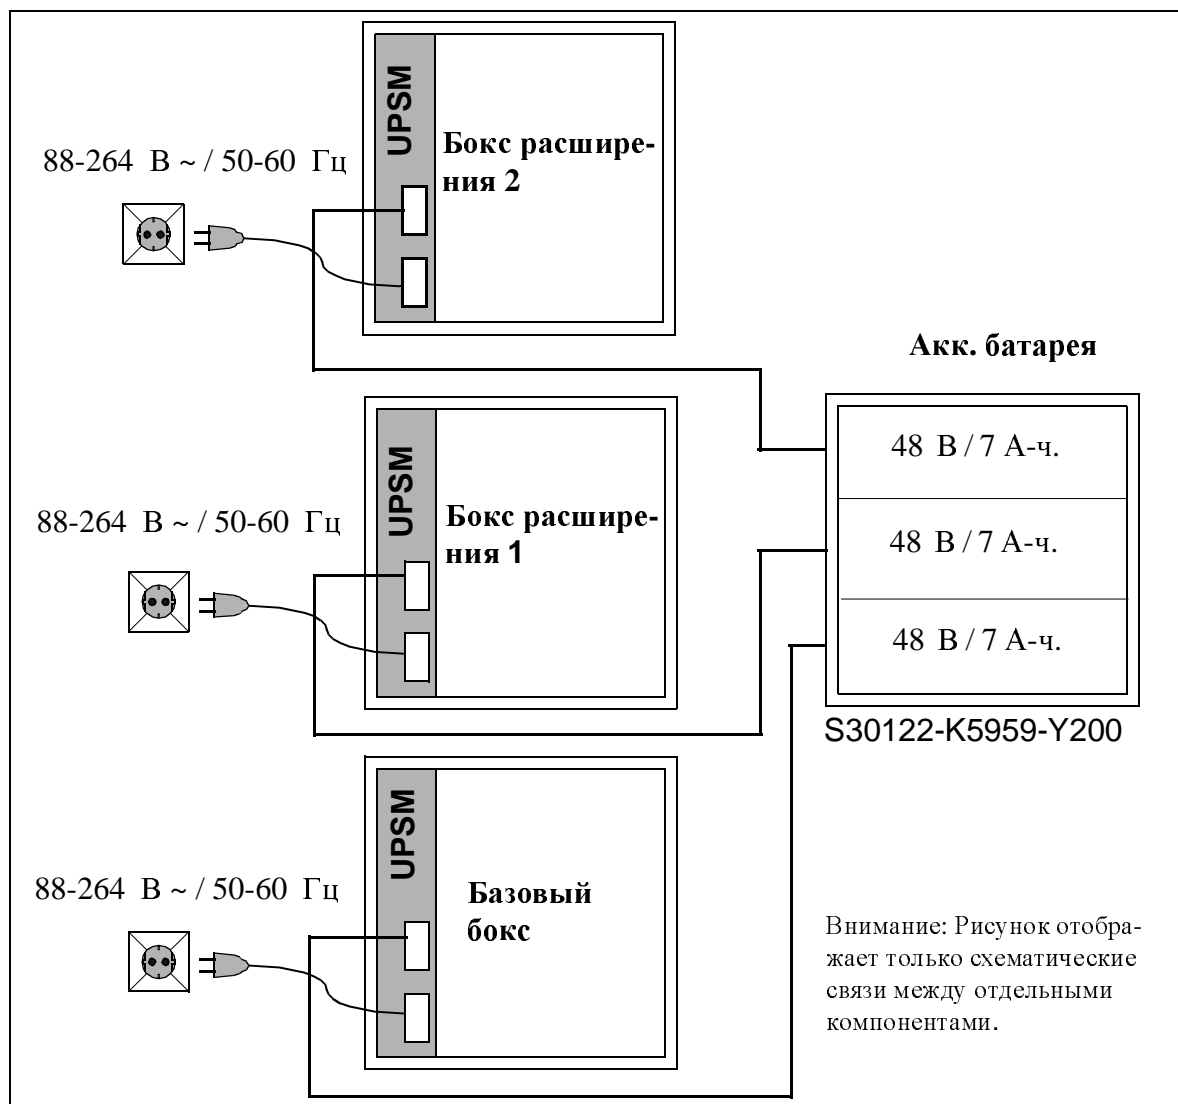 UPSM
Бокс расшире-
ния 2
88-264 В ~ / 50-60 Гц
Акк. батарея
48 В / 7 А-ч.
48 В / 7 А-ч.
48 В / 7 А-ч.
S30122-K5959-Y200
UPSM
Бокс расшире-
ния 1
88-264 В ~ / 50-60 Гц
UPSM
Базовый
бокс
88-264 В ~ / 50-60 Гц
Внимание: Рисунок отобра-
жает только схематические
связи между отдельными
компонентами.